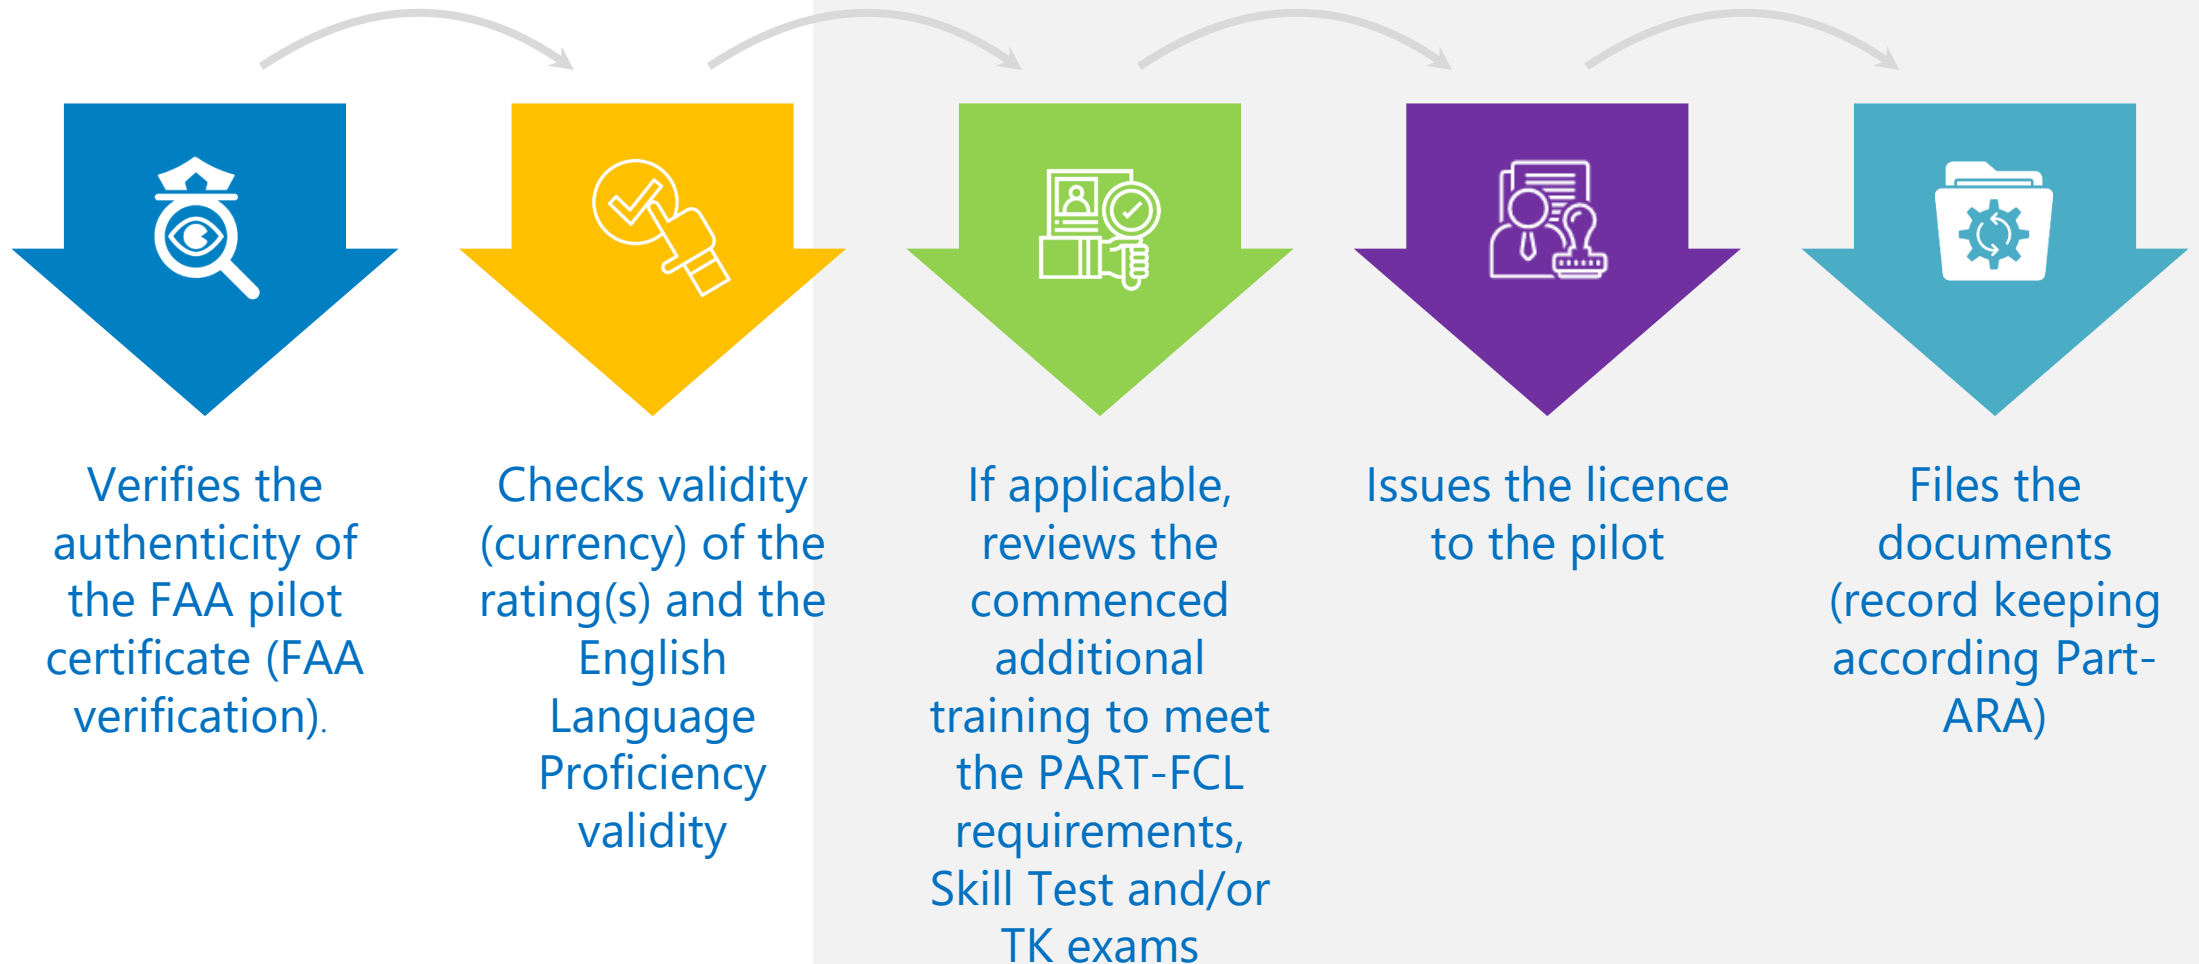 Verifies the
authenticity of
the FAA pilot
certificate (FAA
verification).
Checks validity
(currency) of the
rating(s) and the
English
Language
Proficiency
validity
If applicable,
reviews the
commenced
additional
training to meet
the PART-FCL
requirements,
Skill Test and/or
TK exams
Issues the licence
to the pilot
Files the
documents
(record keeping
according Part-
ARA)